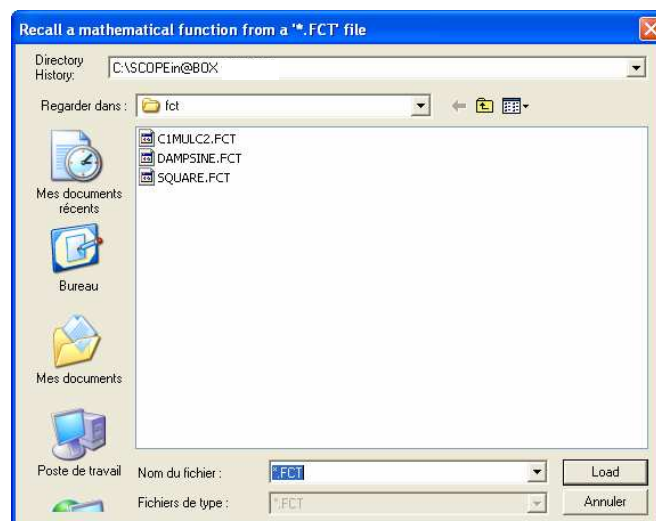 Recall a mathematical function from a '*.FCT' file
Directory
History:
C:\SCOPEin@BOX
Regarder dans :
fct
C1MULC2.FCT
DAMPSINE.FCT
SQUARE.FCT
Mes documents
récents
Bureau
Mes documents
Poste de travail
Nom du fichier :
*.FCT
Load
Fichiers de type :
*.FCT
Annuler